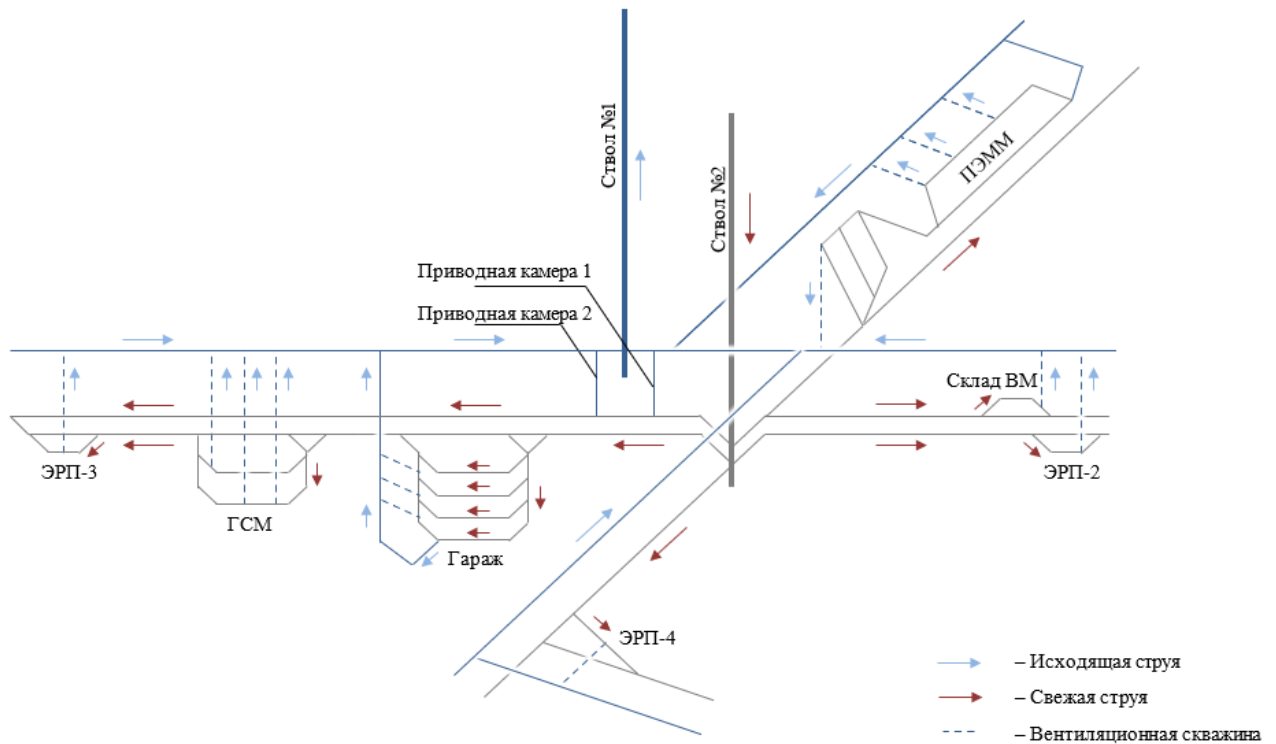 Ствол №1
Ствол №2
ПЭММ
Приводная камера 1
Приводная камера 2
Склад ВМ
ЭРП-3
ГСМ
Гараж
ЭРП-2
ЭРП-4
– Исходящая струя
– Свежая струя
– Вентиляционная скважина